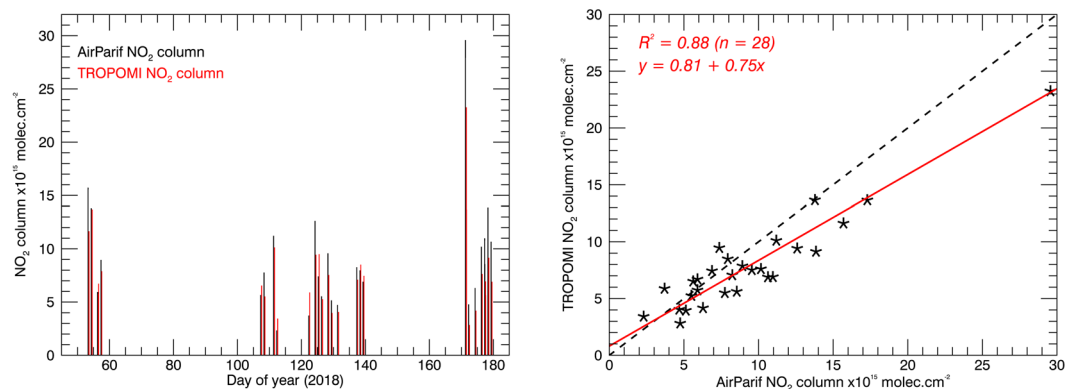 AirParif NO₂ column
TROPOMI NO₂ column
NO₂ column x10¹⁵ molec.cm⁻²
30
25
20
15
10
5
0
60 80 100 120 140 160 180
Day of year (2018)
R² = 0.88 (n = 28)
y = 0.81 + 0.75x
TROPOMI NO₂ column x10¹⁵ molec.cm⁻²
30
20
10
0
0 5 10 15 20 25 30
AirParif NO₂ column x10¹⁵ molec.cm⁻²